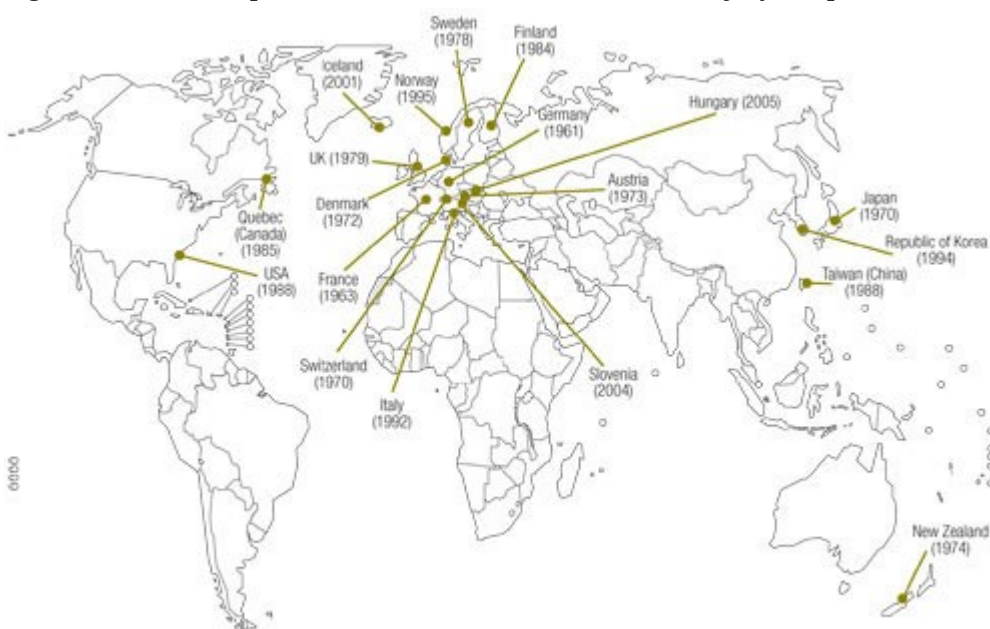 Sweden
(1978)
Finland
(1984)
Iceland
(2001)
Norway
(1995)
Germany
(1961)
Hungary (2005)
UK (1979)
Denmark
(1972)
Austria
(1973)
Japan
(1970)
Quebec
(Canada)
(1985)
Republic of Korea
(1994)
USA
(1988)
France
(1963)
Taiwan (China)
(1988)
Switzerland
(1970)
Slovenia
(2004)
Italy
(1992)
New Zealand
(1974)